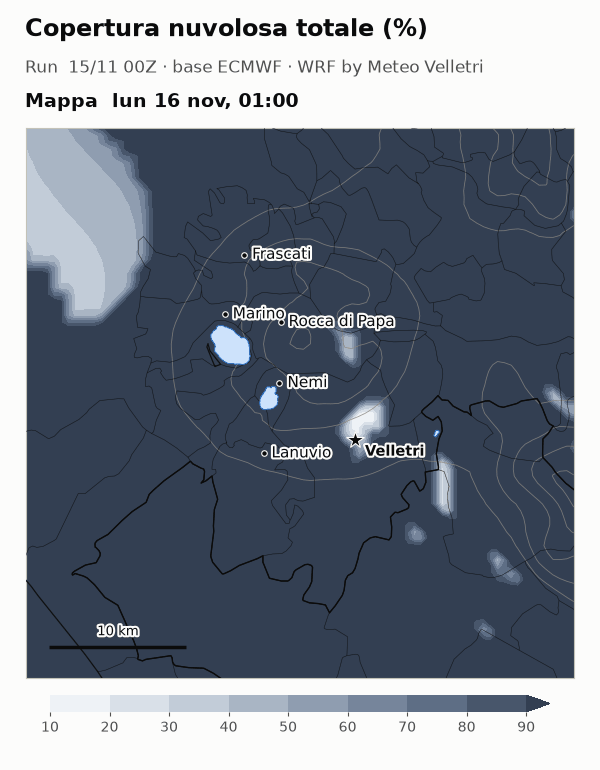 Copertura nuvolosa totale (%)
Run  15/11 00Z · base ECMWF · WRF by Meteo Velletri
Mappa  lun 16 nov, 01:00
Frascati
Marino
Rocca di Papa
Nemi
Velletri
Lanuvio
10 km
10 20 30 40 50 60 70 80 90